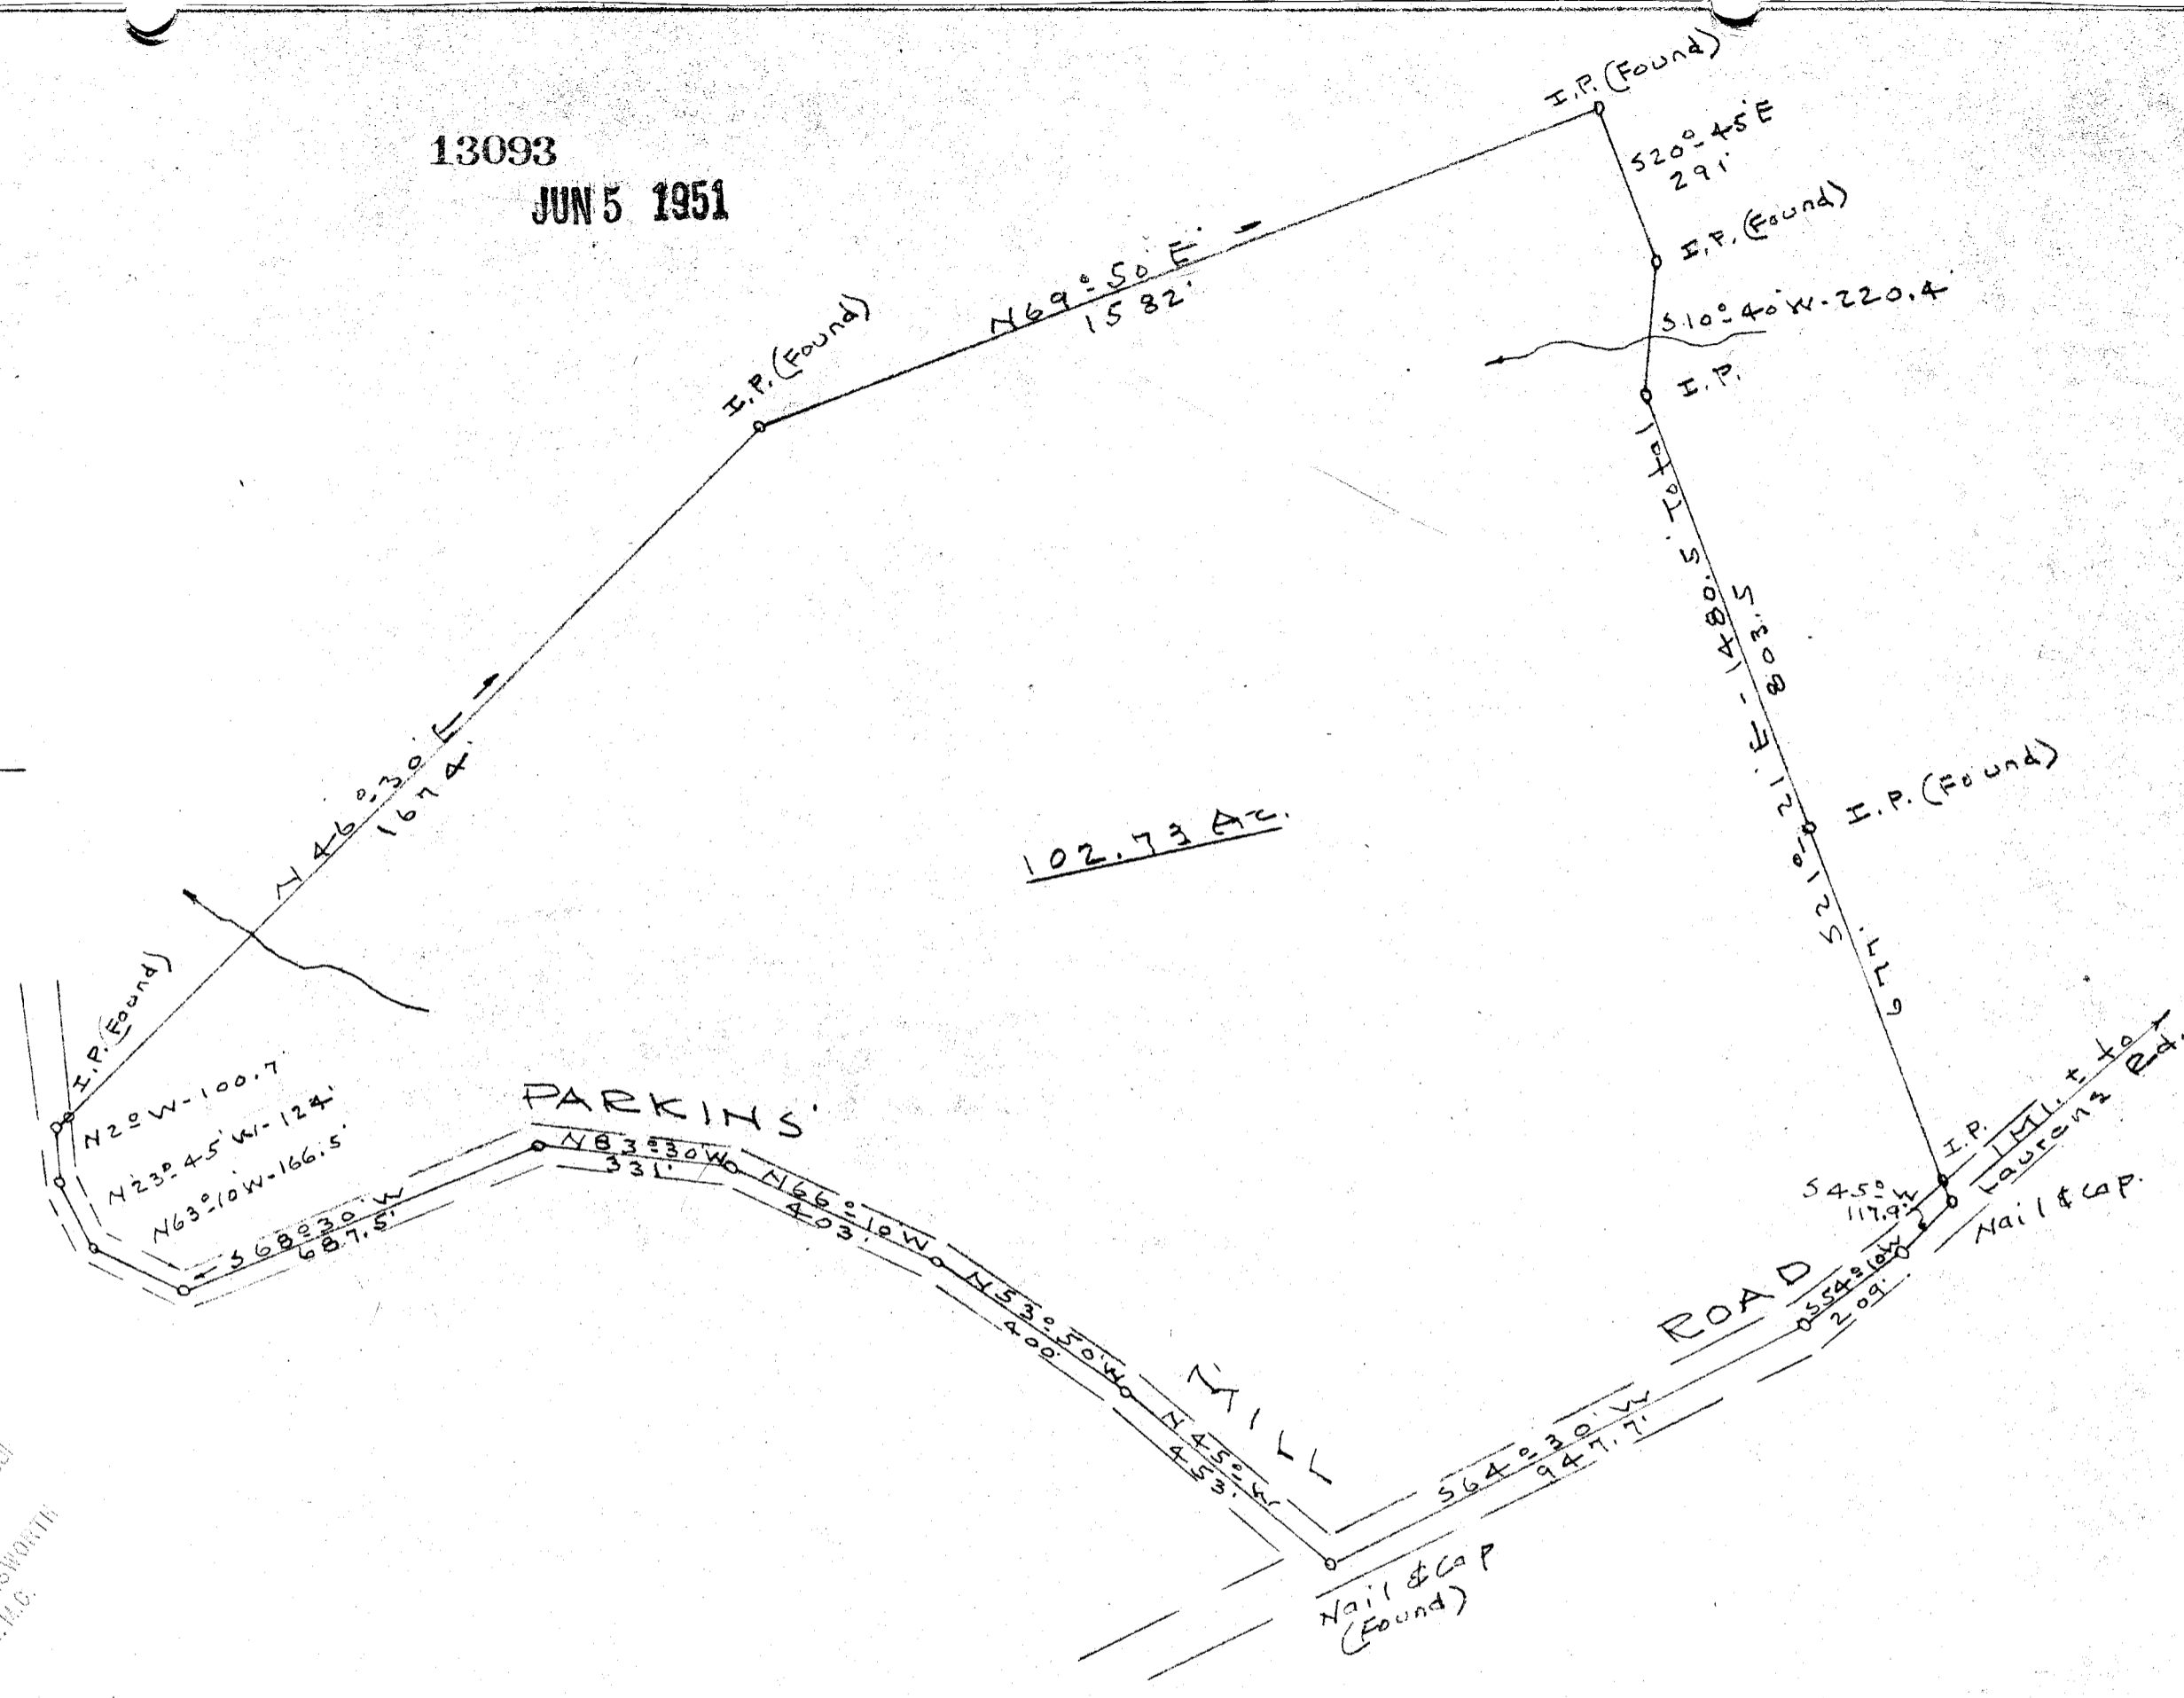 13093
JUN 5 1951
I.P. (Found)
S20°-45'E
291'
I.P. (Found)
S10°-40'W-220.4'
I.P.
N69°-50'E
1582'
I.P. (Found)
S21°-21'E-1480.5' Total
803.5
I.P. (Found)
677'
N46°-30'E
1674'
102.73 Ac.
I.P. (Found)
N2°W-100.7'
N23°-45'W-124'
N63°-10'W-166.5'
S68°-30'W
687.5'
PARKINS'
N83°-30'W
331'
N66°-10'W
403'
N53°-50'W
400'
MILL
N45°-W
453'
Nail & Cap
(Found)
S64°-30'W
947.7'
ROAD
S54°-10'W
209'
S45°-W
117.9'
I.P.
1 Mi. ± to
Laurens Rd.
Nail & Cap.